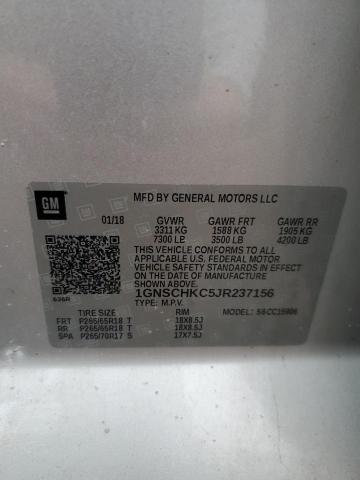 GM
MFD BY GENERAL MOTORS LLC
01/18 GVWR GAWR FRT GAWR RR
3311 KG 1588 KG 1905 KG
7300 LB 3500 LB 4200 LB
THIS VEHICLE CONFORMS TO ALL
APPLICABLE U.S. FEDERAL MOTOR
VEHICLE SAFETY STANDARDS IN EFFECT
ON THE DATE OF MANUFACTURE
SHOWN ABOVE.
1GNSCHKC5JR237156
636R
TYPE: M.P.V.
TIRE SIZE RIM MODEL:
FRT P265/65R18 T 18X8.5J
RR P265/65R18 T 18X8.5J
SPA P265/70R17 S 17X7.5J